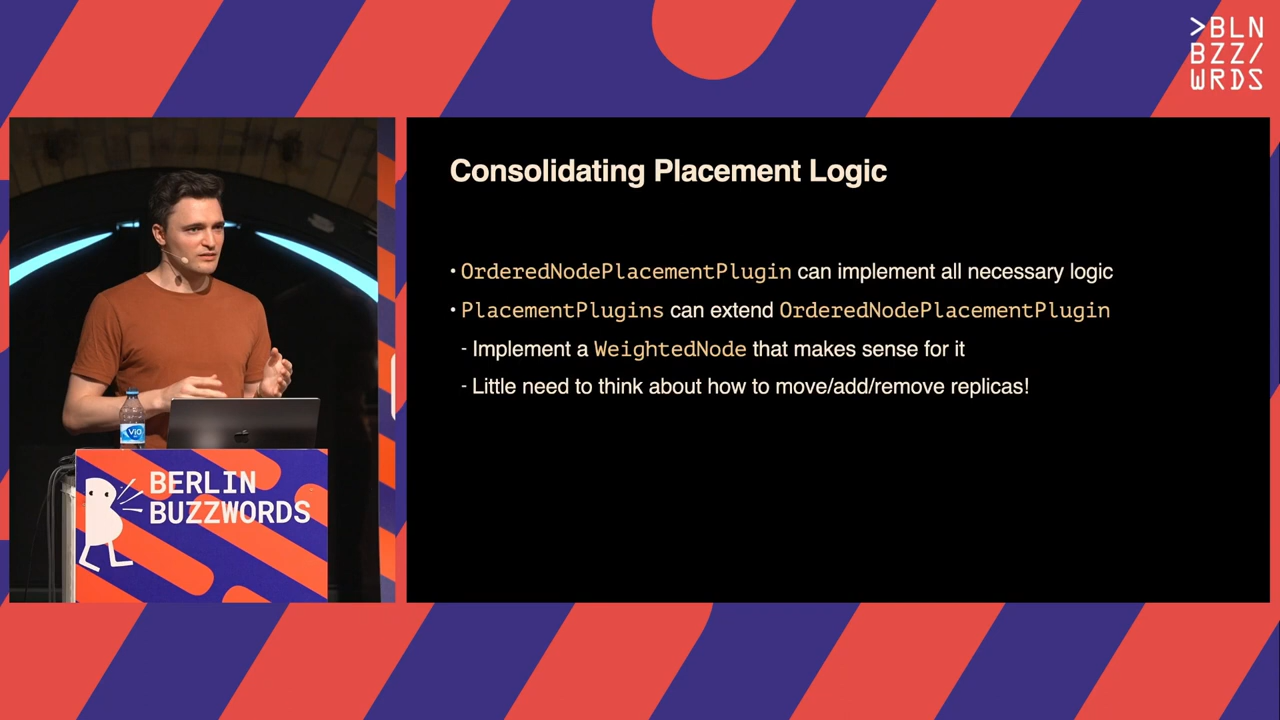 >BLN
BZZ/
WRDS
Consolidating Placement Logic
• OrderedNodePlacementPlugin can implement all necessary logic
• PlacementPlugins can extend OrderedNodePlacementPlugin
- Implement a WeightedNode that makes sense for it
- Little need to think about how to move/add/remove replicas!
ViO
BERLIN
BUZZWORDS